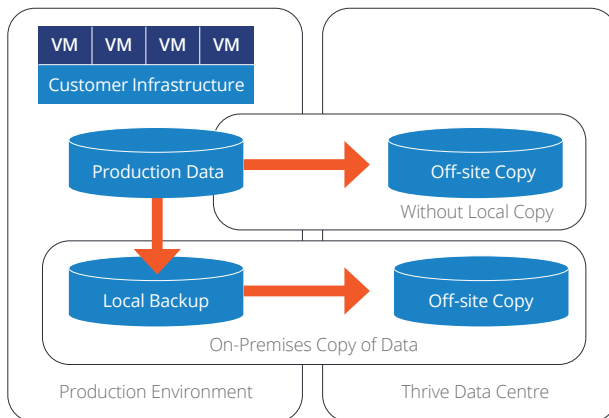 VM VM VM VM
Customer Infrastructure
Production Data
Off-site Copy
Without Local Copy
Local Backup
Off-site Copy
On-Premises Copy of Data
Production Environment
Thrive Data Centre